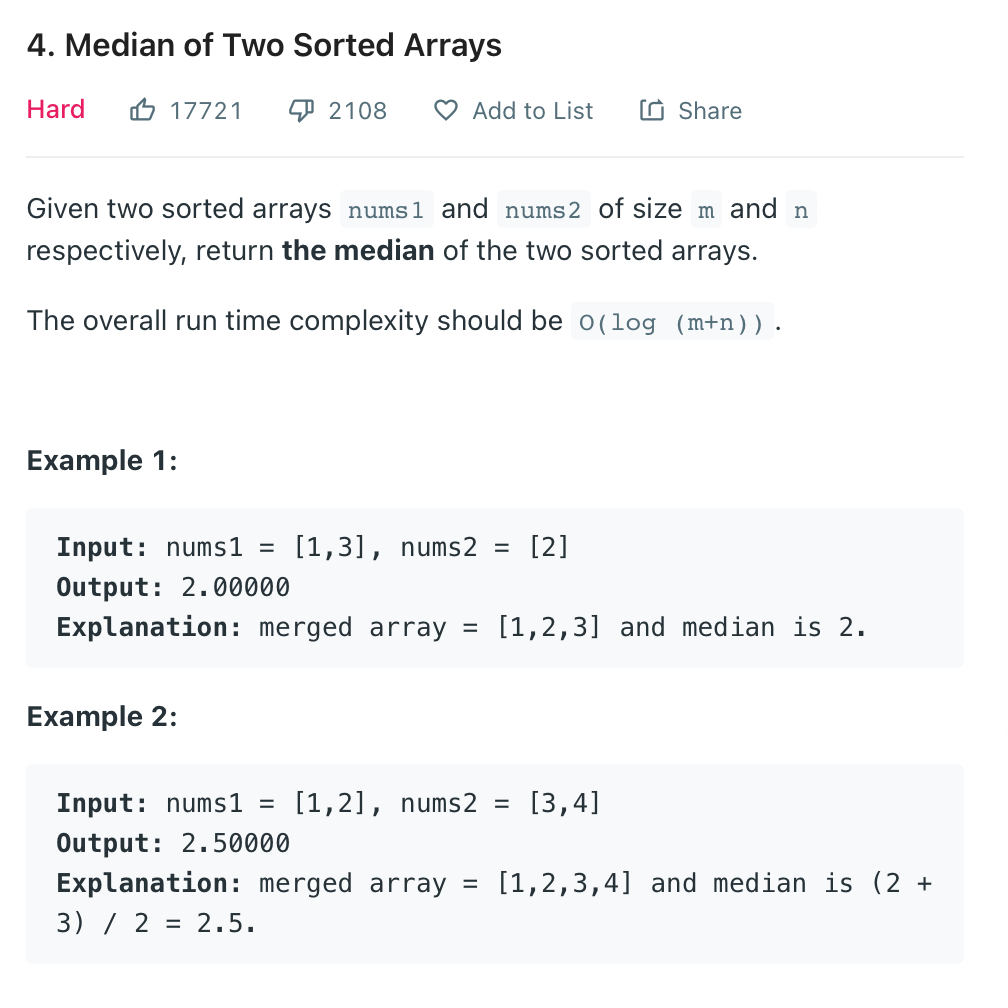 4. Median of Two Sorted Arrays
Hard 17721 2108 Add to List Share
Given two sorted arrays nums1 and nums2 of size m and n
respectively, return the median of the two sorted arrays.
The overall run time complexity should be O(log (m+n)).
Example 1:
Input: nums1 = [1,3], nums2 = [2]
Output: 2.00000
Explanation: merged array = [1,2,3] and median is 2.
Example 2:
Input: nums1 = [1,2], nums2 = [3,4]
Output: 2.50000
Explanation: merged array = [1,2,3,4] and median is (2 +
3) / 2 = 2.5.